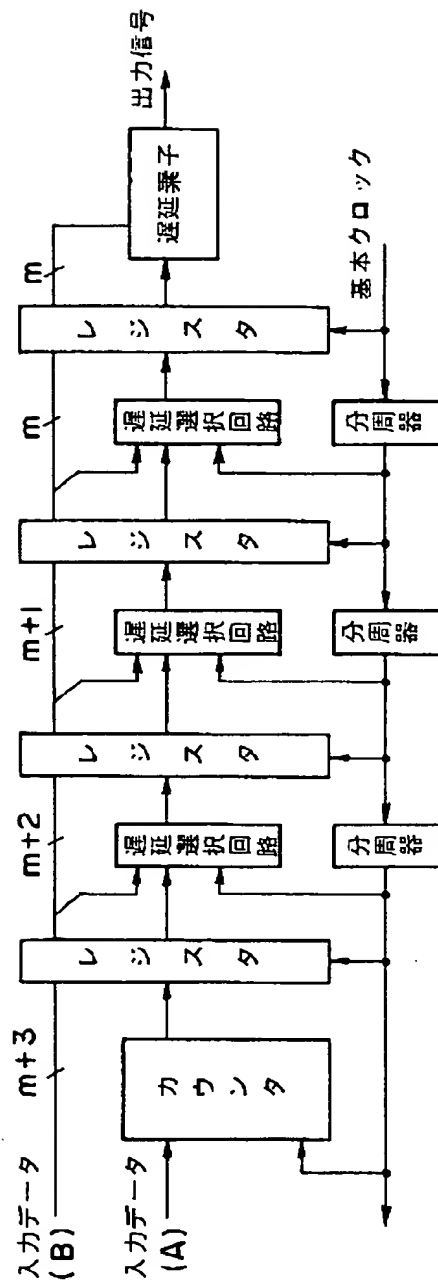 入力データ
(B)
m+3
m+2
m+1
m
m
入力データ
(A)
カウンタ
レジスタ
遅延選択回路
レジスタ
遅延選択回路
レジスタ
遅延選択回路
レジスタ
遅延素子
出力信号
分周器
分周器
分周器
基本クロック